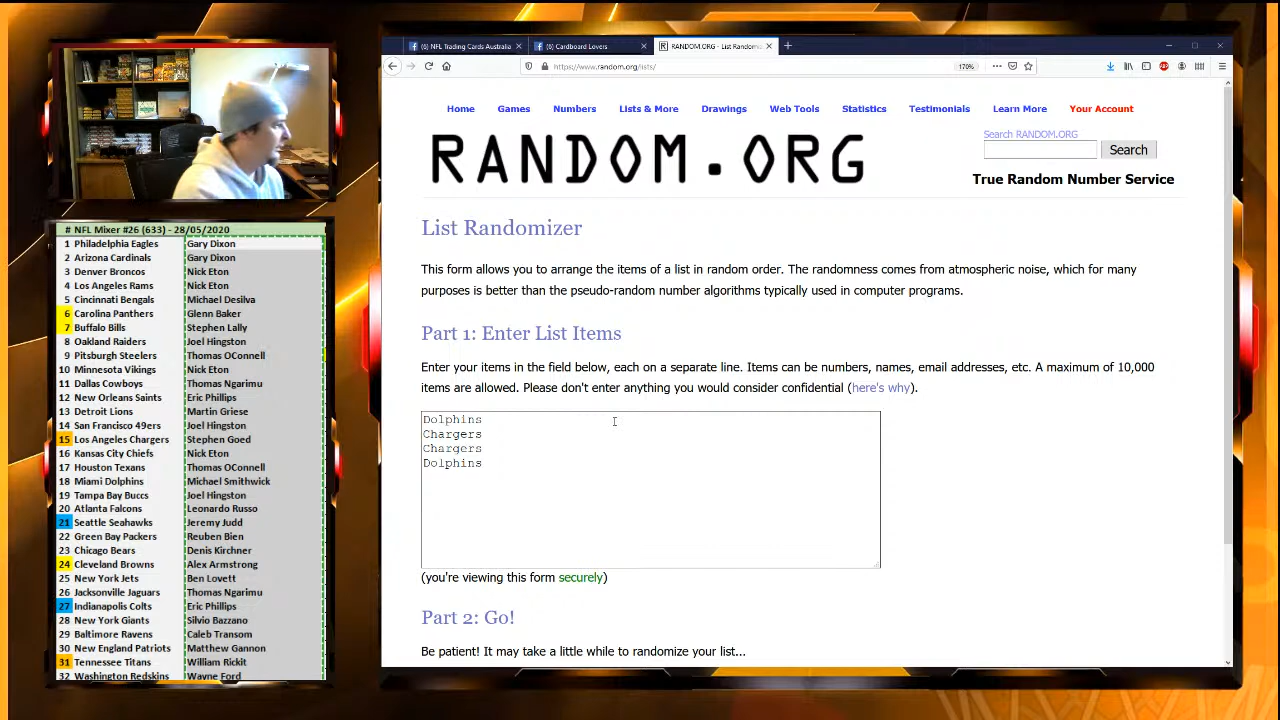 (6) NFL Trading Cards Australia
(6) Cardboard Lovers
RANDOM.ORG - List Randomiz
https://www.random.org/lists/
170%
Home Games Numbers Lists & More Drawings Web Tools Statistics Testimonials Learn More Your Account
RANDOM.ORG
Search RANDOM.ORG
Search
True Random Number Service
List Randomizer
This form allows you to arrange the items of a list in random order. The randomness comes from atmospheric noise, which for many
purposes is better than the pseudo-random number algorithms typically used in computer programs.
Part 1: Enter List Items
Enter your items in the field below, each on a separate line. Items can be numbers, names, email addresses, etc. A maximum of 10,000
items are allowed. Please don't enter anything you would consider confidential (here's why).
Dolphins
Chargers
Chargers
Dolphins
(you're viewing this form securely)
Part 2: Go!
Be patient! It may take a little while to randomize your list...
# NFL Mixer #26 (633) - 28/05/2020
1 Philadelphia Eagles Gary Dixon
2 Arizona Cardinals Gary Dixon
3 Denver Broncos Nick Eton
4 Los Angeles Rams Nick Eton
5 Cincinnati Bengals Michael Desilva
6 Carolina Panthers Glenn Baker
7 Buffalo Bills Stephen Lally
8 Oakland Raiders Joel Hingston
9 Pitsburgh Steelers Thomas OConnell
10 Minnesota Vikings Nick Eton
11 Dallas Cowboys Thomas Ngarimu
12 New Orleans Saints Eric Phillips
13 Detroit Lions Martin Griese
14 San Francisco 49ers Joel Hingston
15 Los Angeles Chargers Stephen Goed
16 Kansas City Chiefs Nick Eton
17 Houston Texans Thomas OConnell
18 Miami Dolphins Michael Smithwick
19 Tampa Bay Buccs Joel Hingston
20 Atlanta Falcons Leonardo Russo
21 Seattle Seahawks Jeremy Judd
22 Green Bay Packers Reuben Bien
23 Chicago Bears Denis Kirchner
24 Cleveland Browns Alex Armstrong
25 New York Jets Ben Lovett
26 Jacksonville Jaguars Thomas Ngarimu
27 Indianapolis Colts Eric Phillips
28 New York Giants Silvio Bazzano
29 Baltimore Ravens Caleb Transom
30 New England Patriots Matthew Gannon
31 Tennessee Titans William Rickit
32 Washington Redskins Wayne Ford